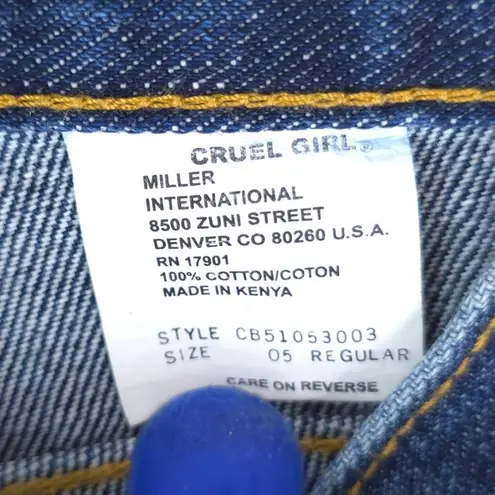 CRUEL GIRL®
MILLER
INTERNATIONAL
8500 ZUNI STREET
DENVER CO 80260 U.S.A.
RN 17901
100% COTTON/COTON
MADE IN KENYA
STYLE CB51053003
SIZE 05 REGULAR
CARE ON REVERSE